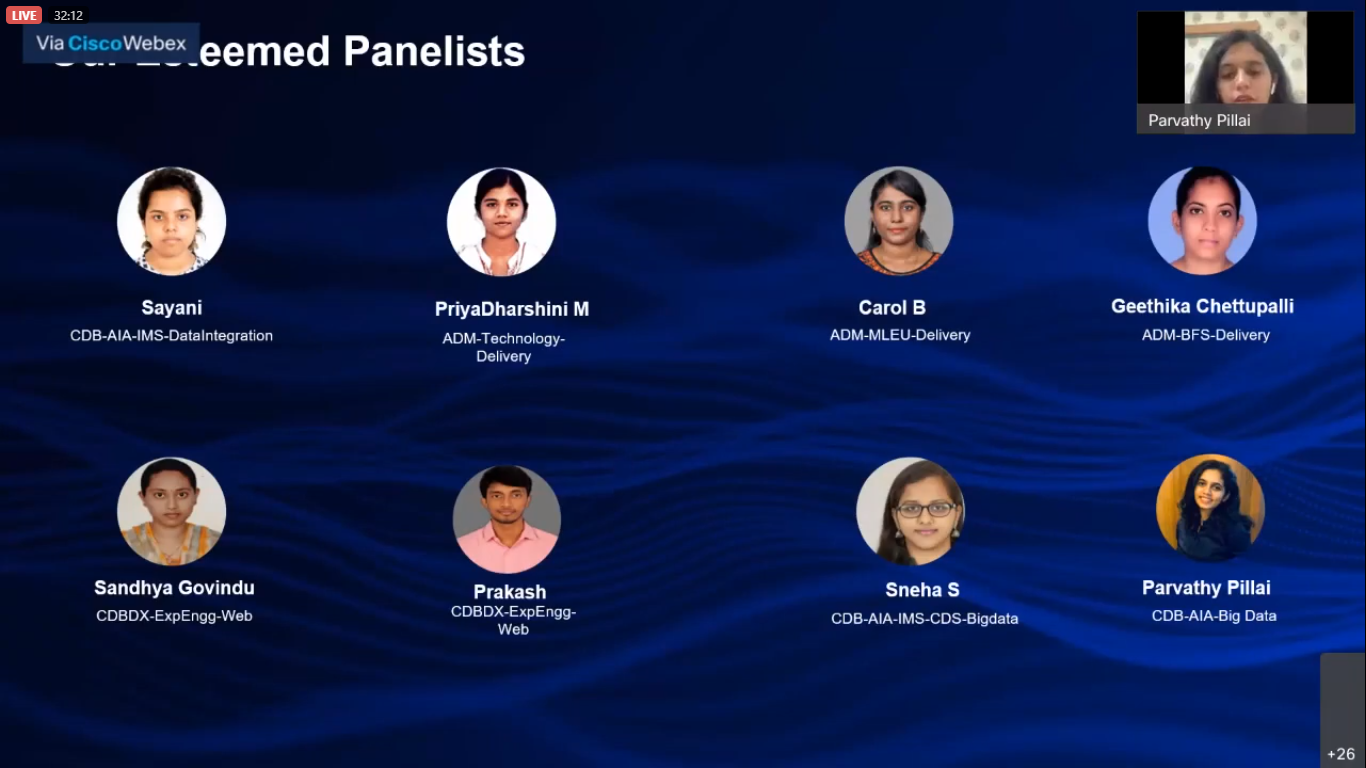 LIVE 32:12
Via CiscoWebex
Esteemed Panelists
Parvathy Pillai
Sayani
CDB-AIA-IMS-DataIntegration
PriyaDharshini M
ADM-Technology-
Delivery
Carol B
ADM-MLEU-Delivery
Geethika Chettupalli
ADM-BFS-Delivery
Sandhya Govindu
CDBDX-ExpEngg-Web
Prakash
CDBDX-ExpEngg-
Web
Sneha S
CDB-AIA-IMS-CDS-Bigdata
Parvathy Pillai
CDB-AIA-Big Data
+26